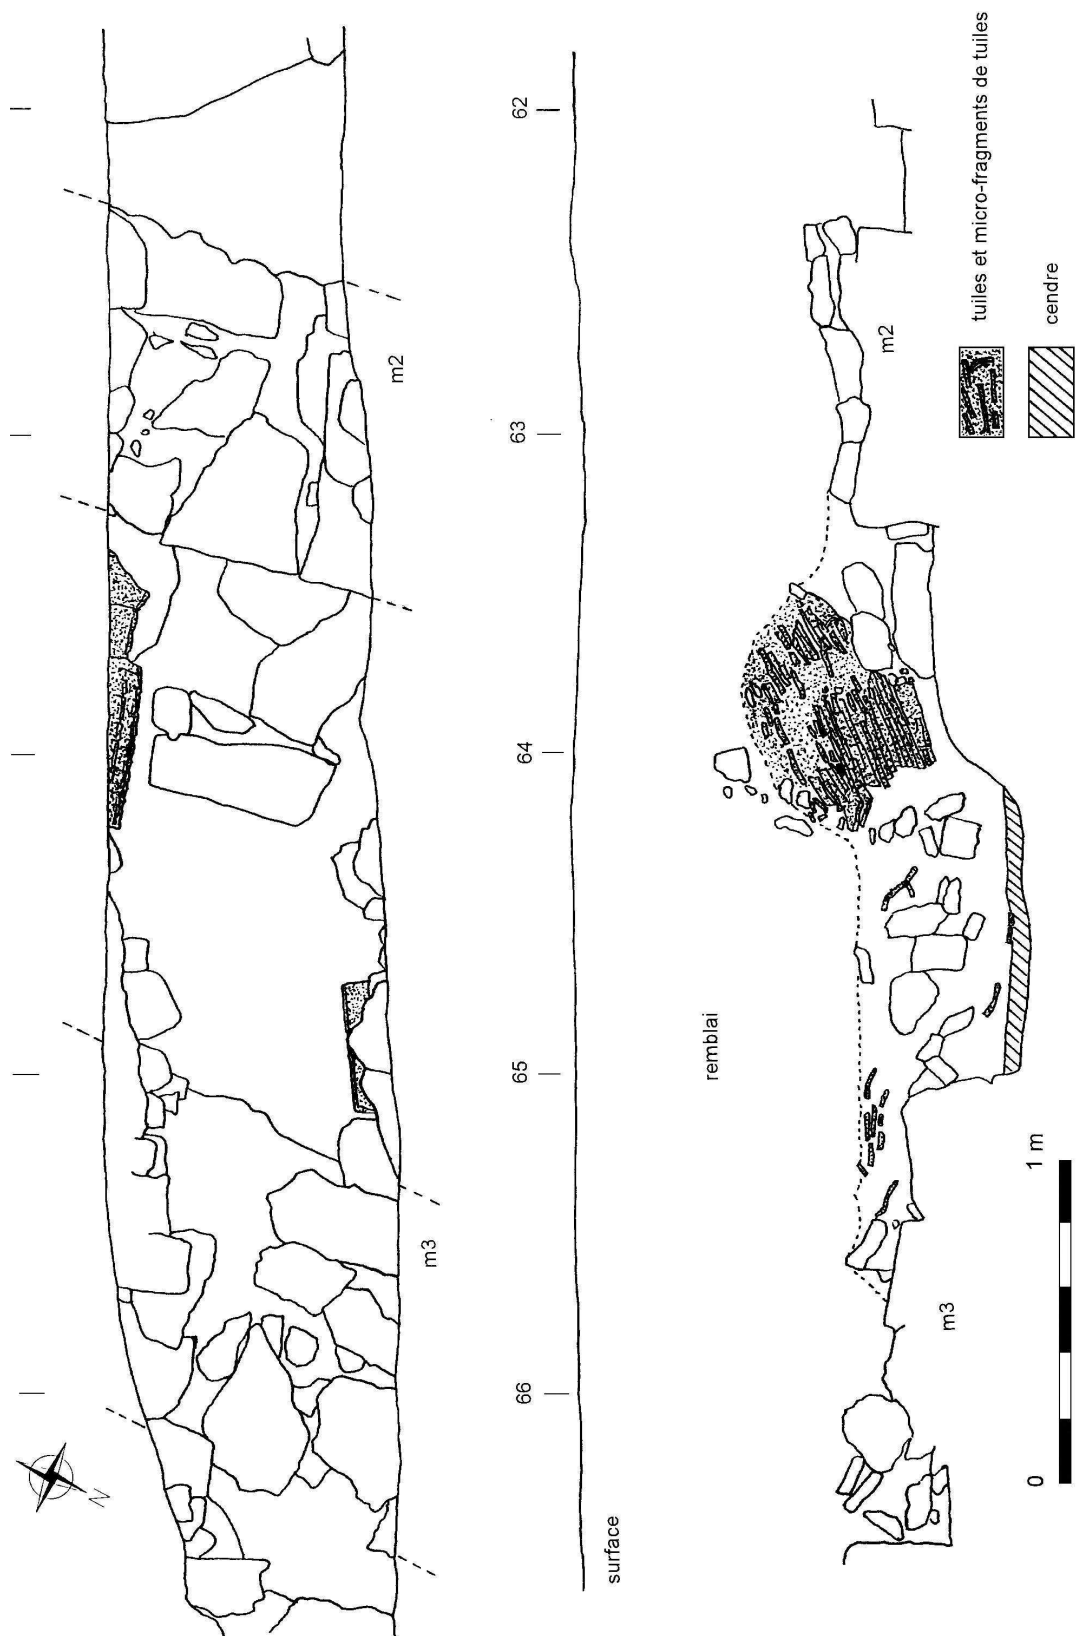 N
m3
m2
66
65
64
63
62
surface
remblai
m3
m2
0
1 m
tuiles et micro-fragments de tuiles
cendre